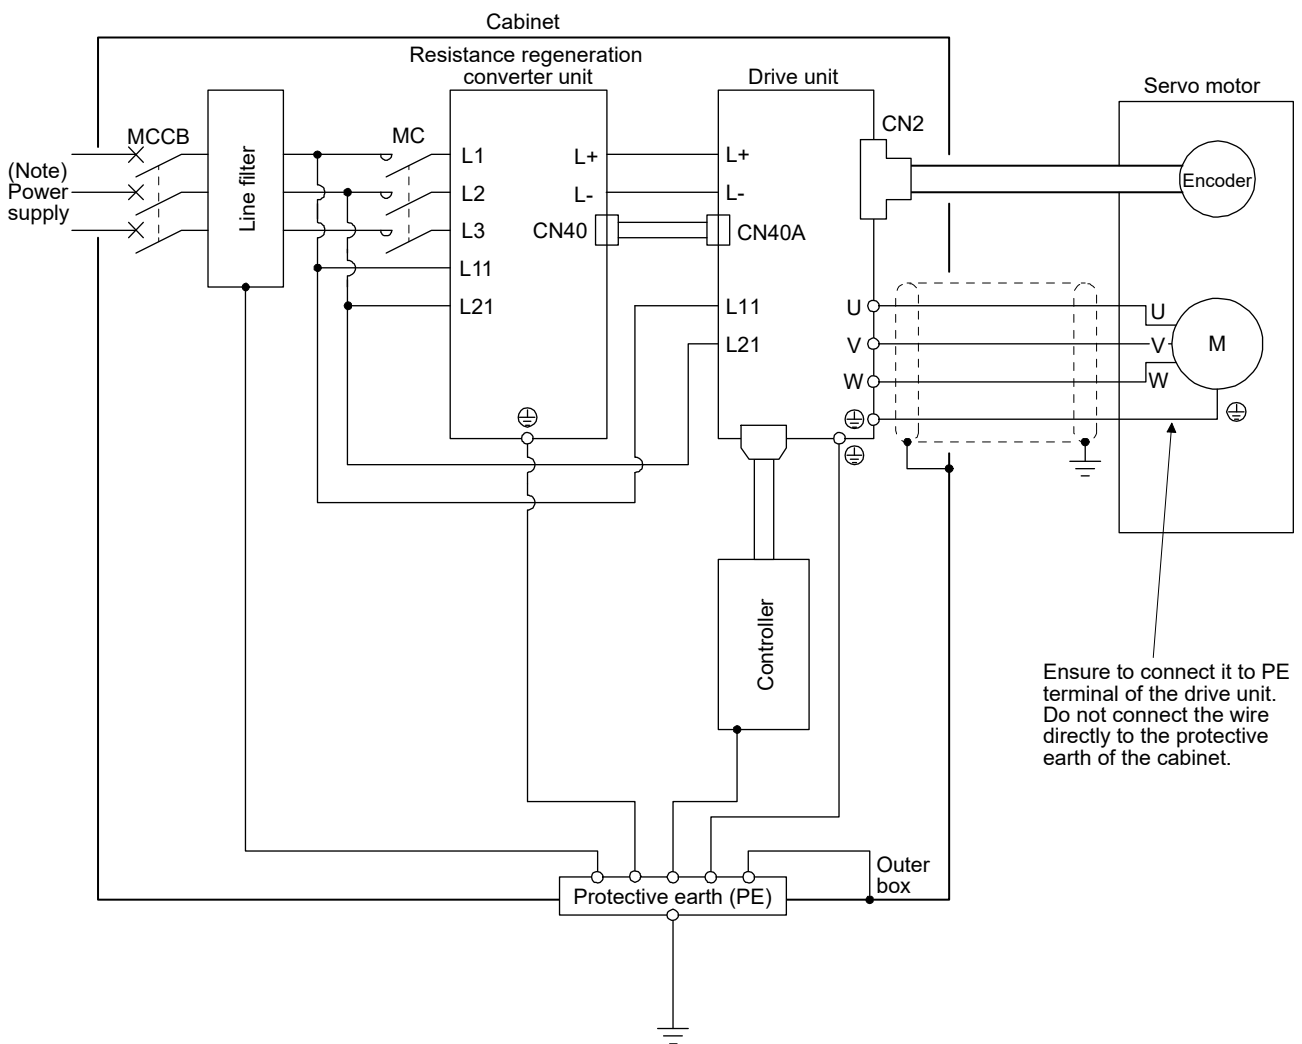 Cabinet
Resistance regeneration
converter unit
Drive unit
Servo motor
MCCB
MC
CN2
(Note)
Power
supply
Line filter
L1
L2
L3
L11
L21
L+
L-
CN40
L+
L-
CN40A
L11
L21
Encoder
U
V
W
U
V
W
M
Controller
Ensure to connect it to PE
terminal of the drive unit.
Do not connect the wire
directly to the protective
earth of the cabinet.
Outer
box
Protective earth (PE)